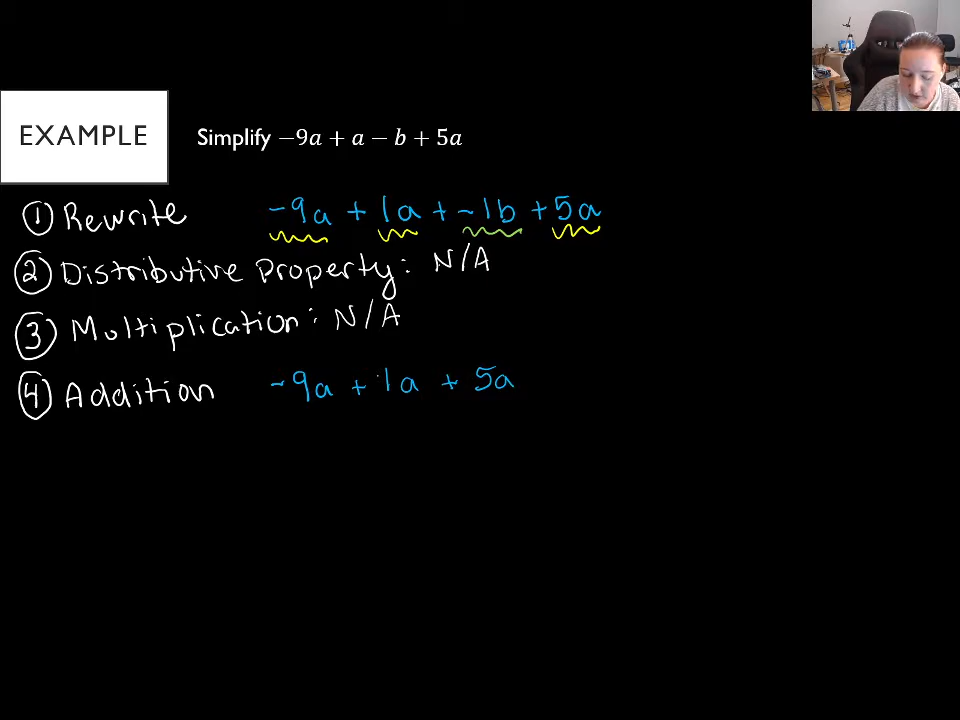 EXAMPLE
Simplify −9a + a − b + 5a
① Rewrite -9a + 1a + -1b + 5a
② Distributive Property: N/A
③ Multiplication: N/A
④ Addition -9a + 1a + 5a